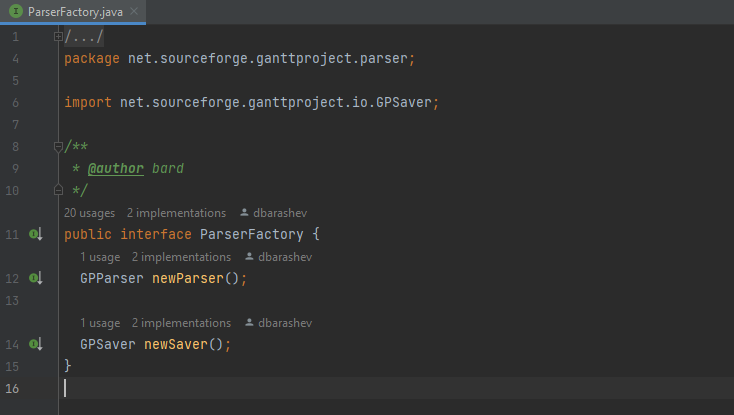 ParserFactory.java
1 /.../
4 package net.sourceforge.ganttproject.parser;
5
6 import net.sourceforge.ganttproject.io.GPSaver;
7
8 /**
9 * @author bard
10 */
20 usages 2 implementations dbarashev
11 public interface ParserFactory {
1 usage 2 implementations dbarashev
12 GPParser newParser();
13
1 usage 2 implementations dbarashev
14 GPSaver newSaver();
15 }
16